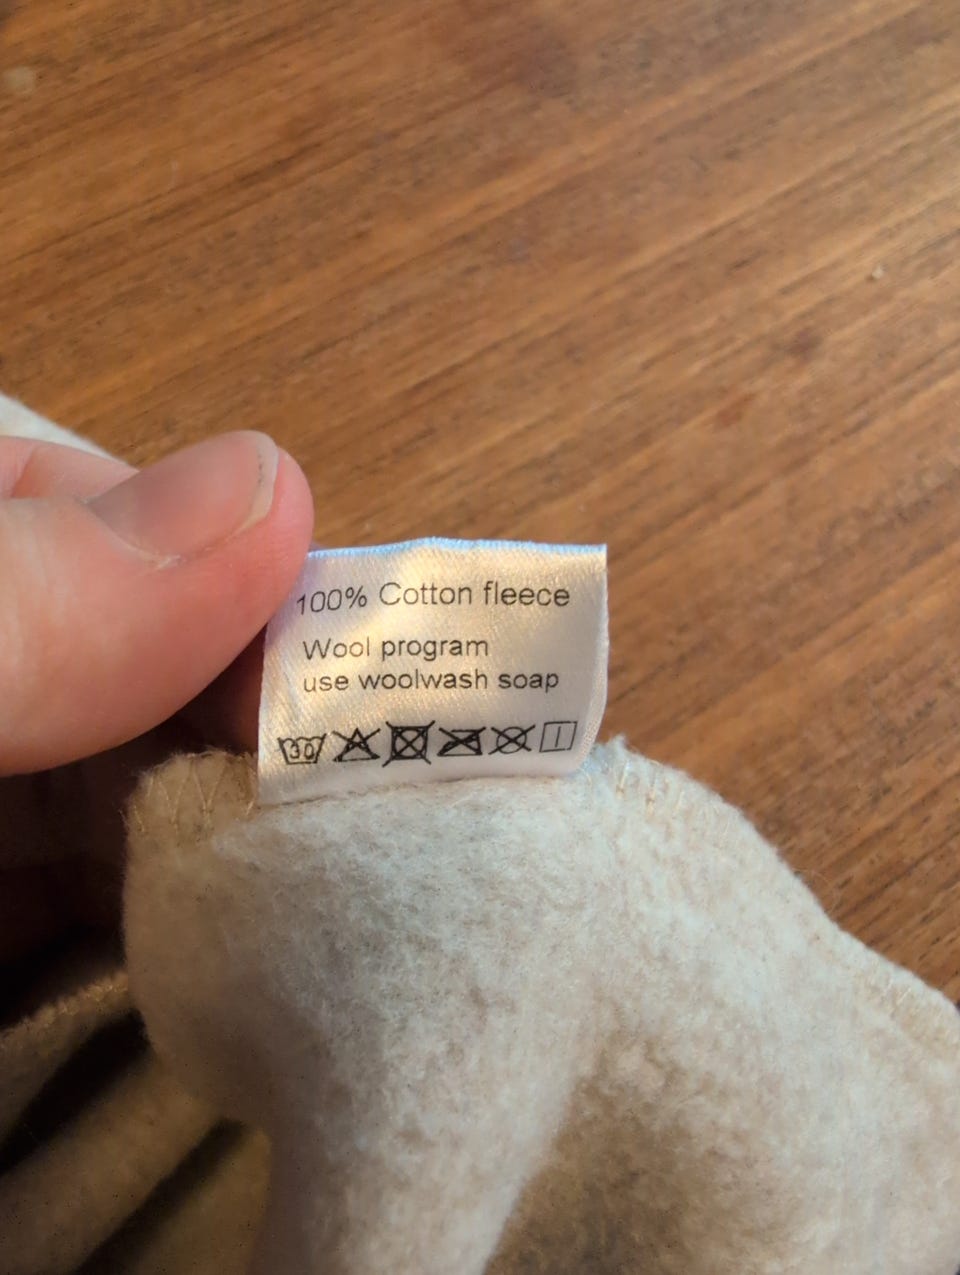 100% Cotton fleece
Wool program
use woolwash soap
30